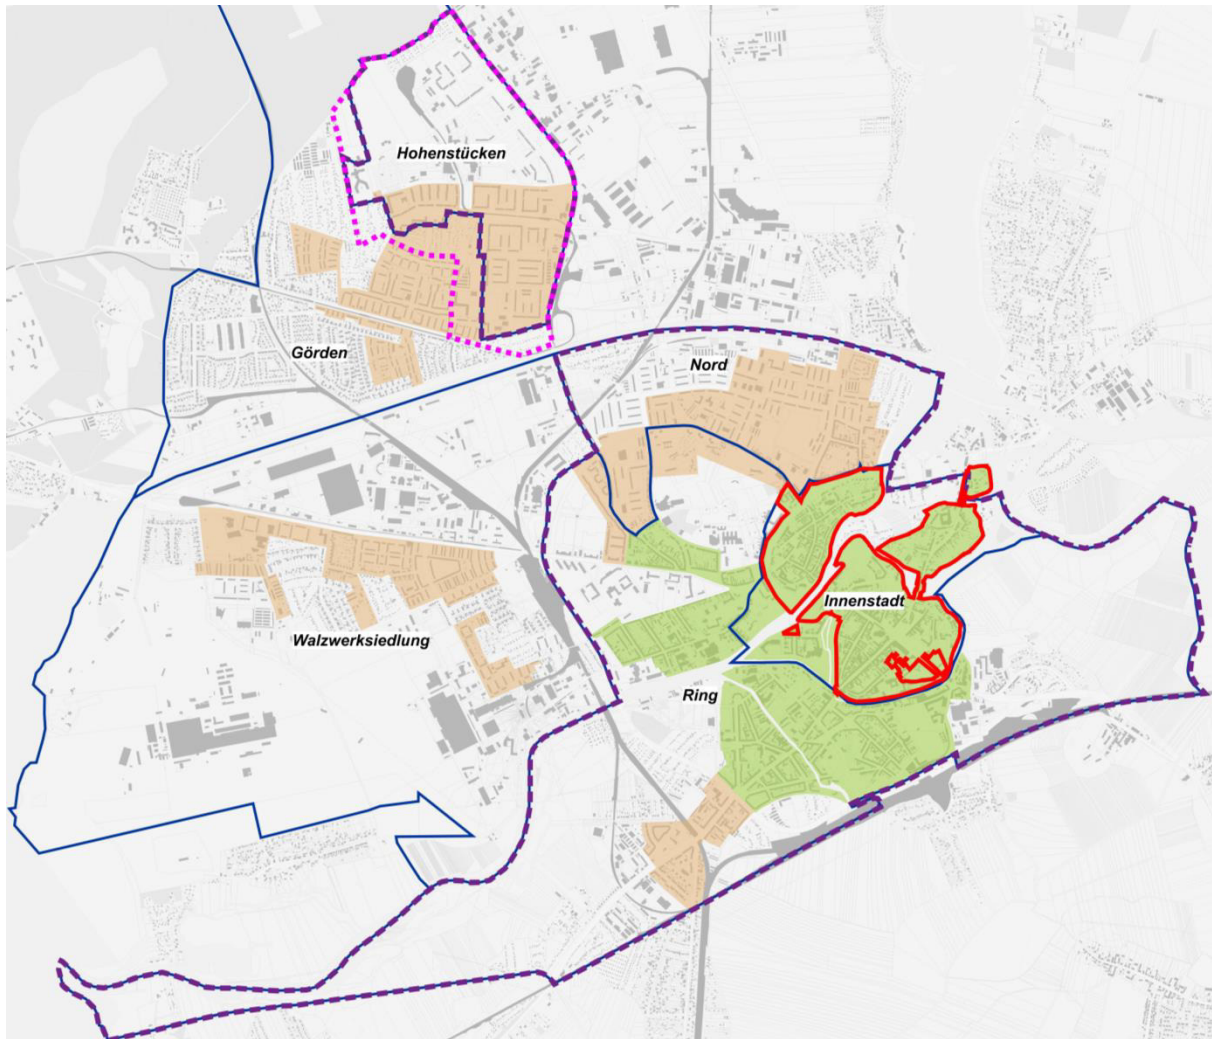 Hohenstücken
Görden
Nord
Innenstadt
Walzwerksiedlung
Ring